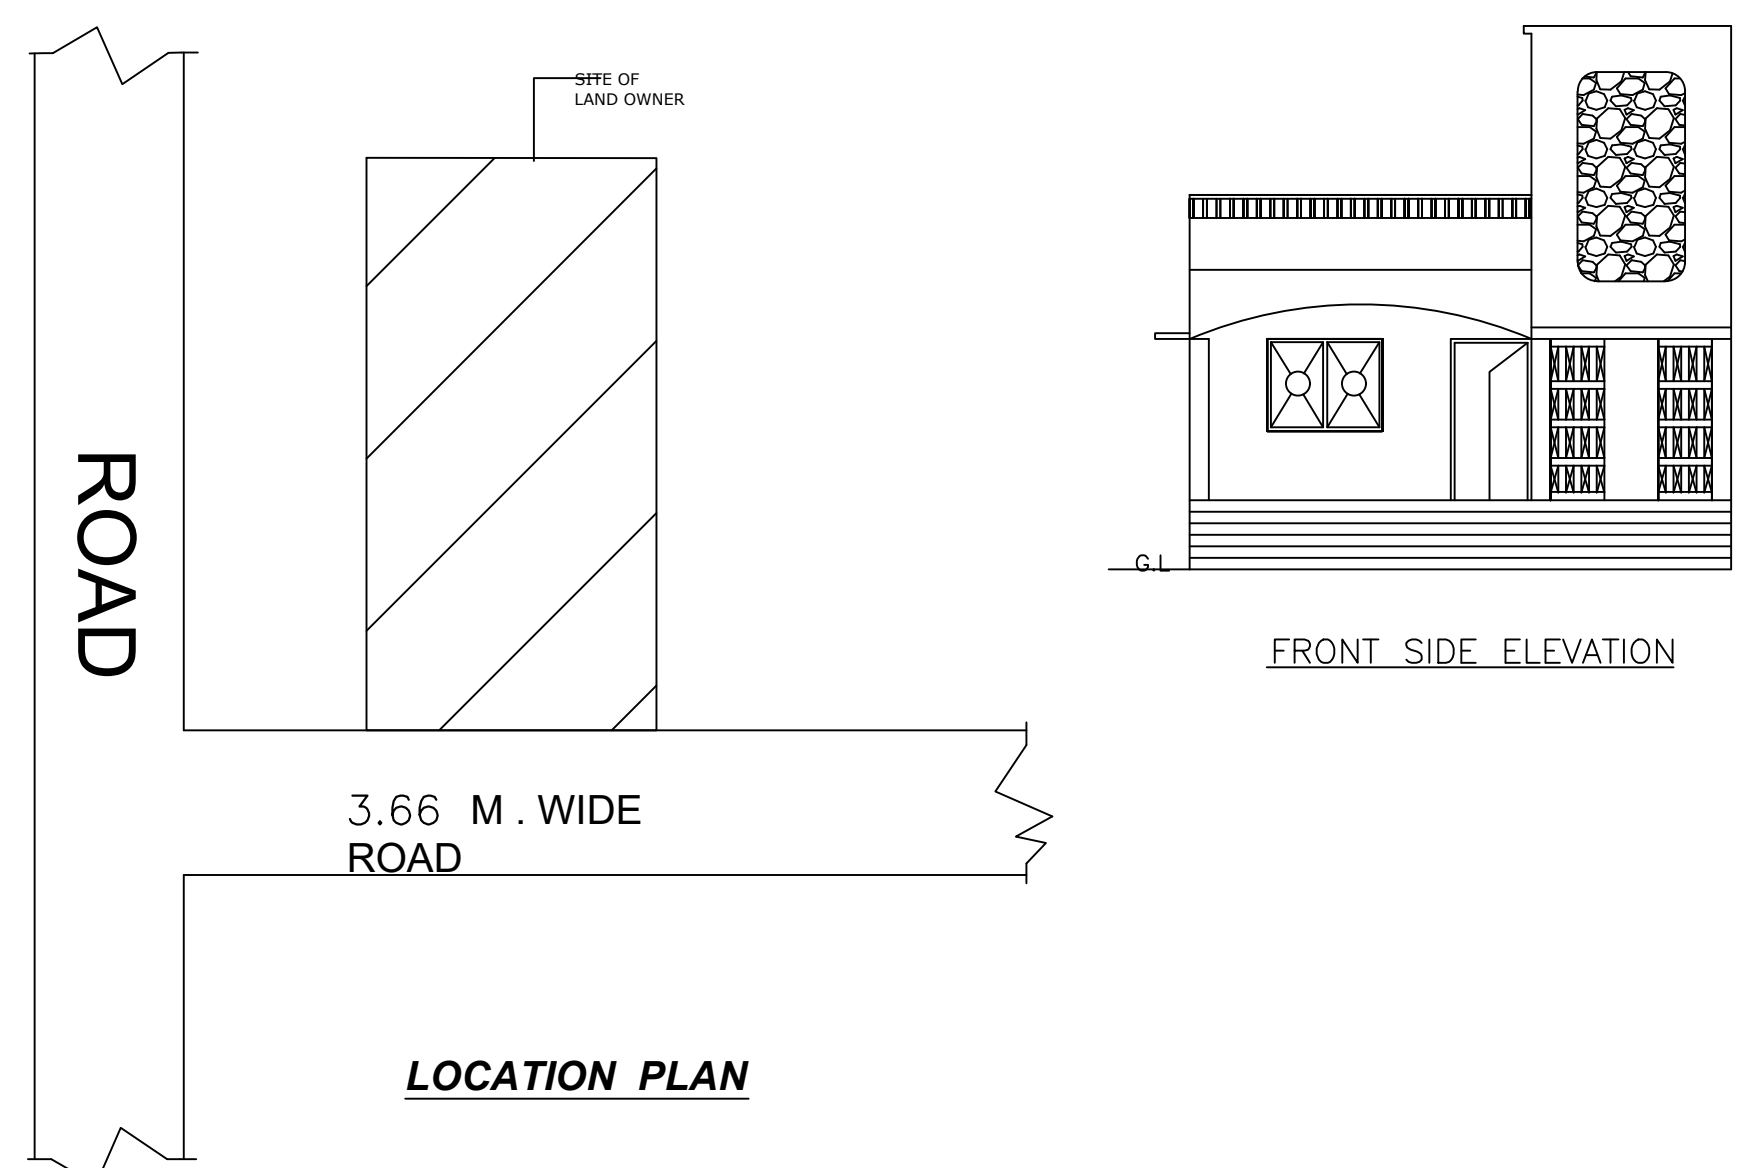 SITE OF
LAND OWNER
ROAD
G.L
FRONT SIDE ELEVATION
3.66 M . WIDE
ROAD
LOCATION PLAN